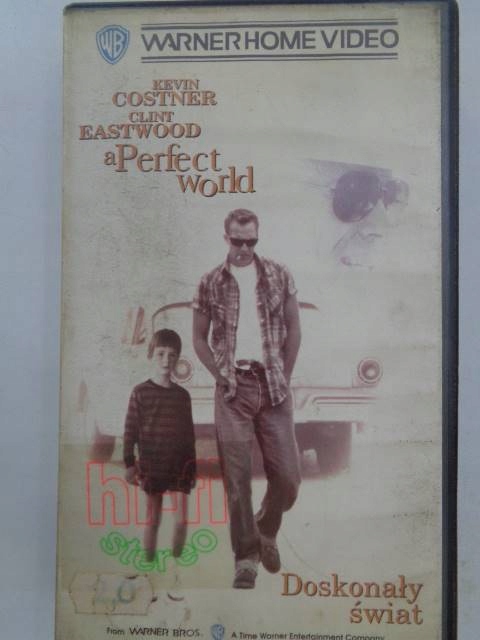 WB
WARNER HOME VIDEO
KEVIN
COSTNER
CLINT
EASTWOOD
a Perfect
world
hi-fi
stereo
Doskonały
świat
From WARNER BROS.
A Time Warner Entertainment Company